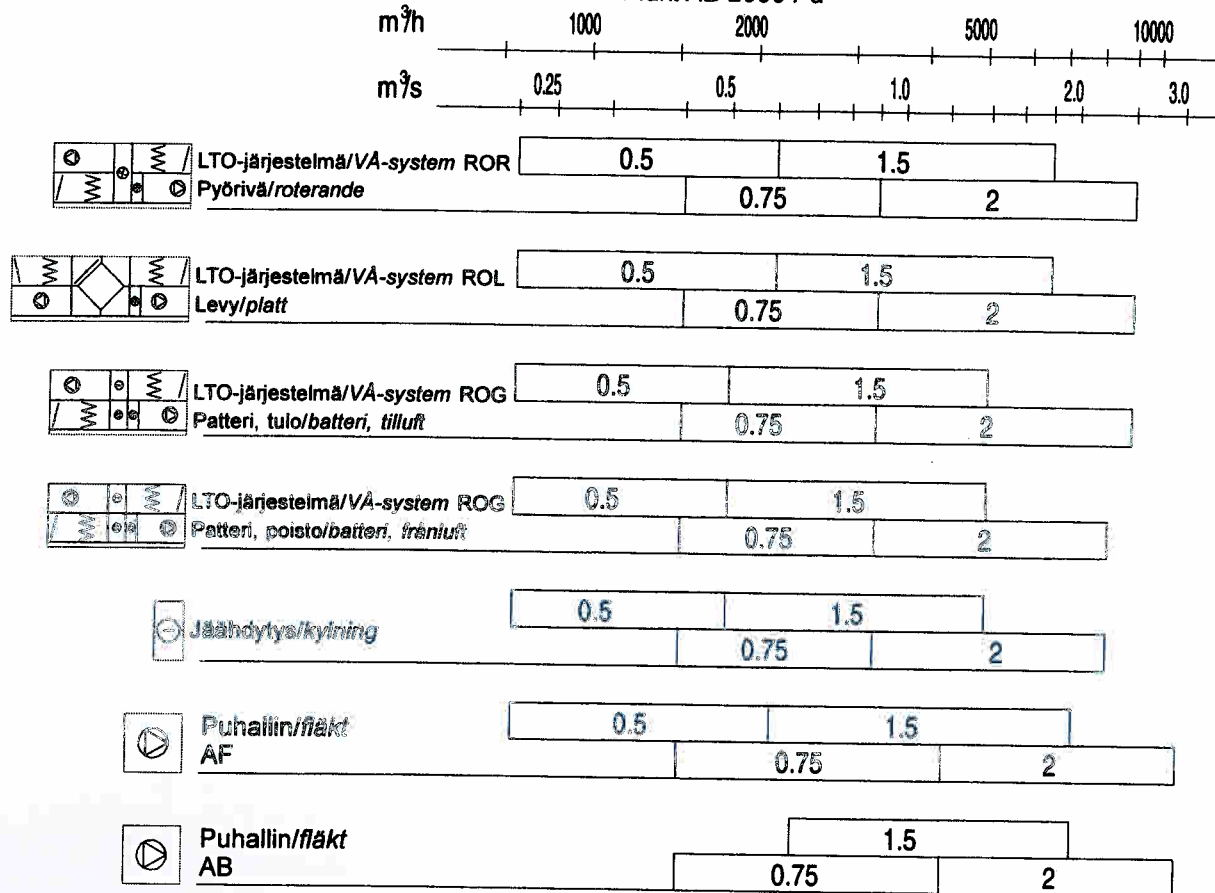 m³/h 1000 2000 5000 10000
m³/s 0.25 0.5 1.0 2.0 3.0
LTO-järjestelmä/VÅ-system ROR 0.5 1.5
Pyörivä/roterande 0.75 2
LTO-järjestelmä/VÅ-system ROL 0.5 1.5
Levy/platt 0.75 2
LTO-järjestelmä/VÅ-system ROG 0.5 1.5
Patteri, tulo/batteri, tilluft 0.75 2
LTO-järjestelmä/VÅ-system ROG 0.5 1.5
Patteri, poisto/batteri, frånluft 0.75 2
Jäähdytys/kylning 0.5 1.5
0.75 2
Puhallin/fläkt 0.5 1.5
AF 0.75 2
Puhallin/fläkt 1.5
AB 0.75 2